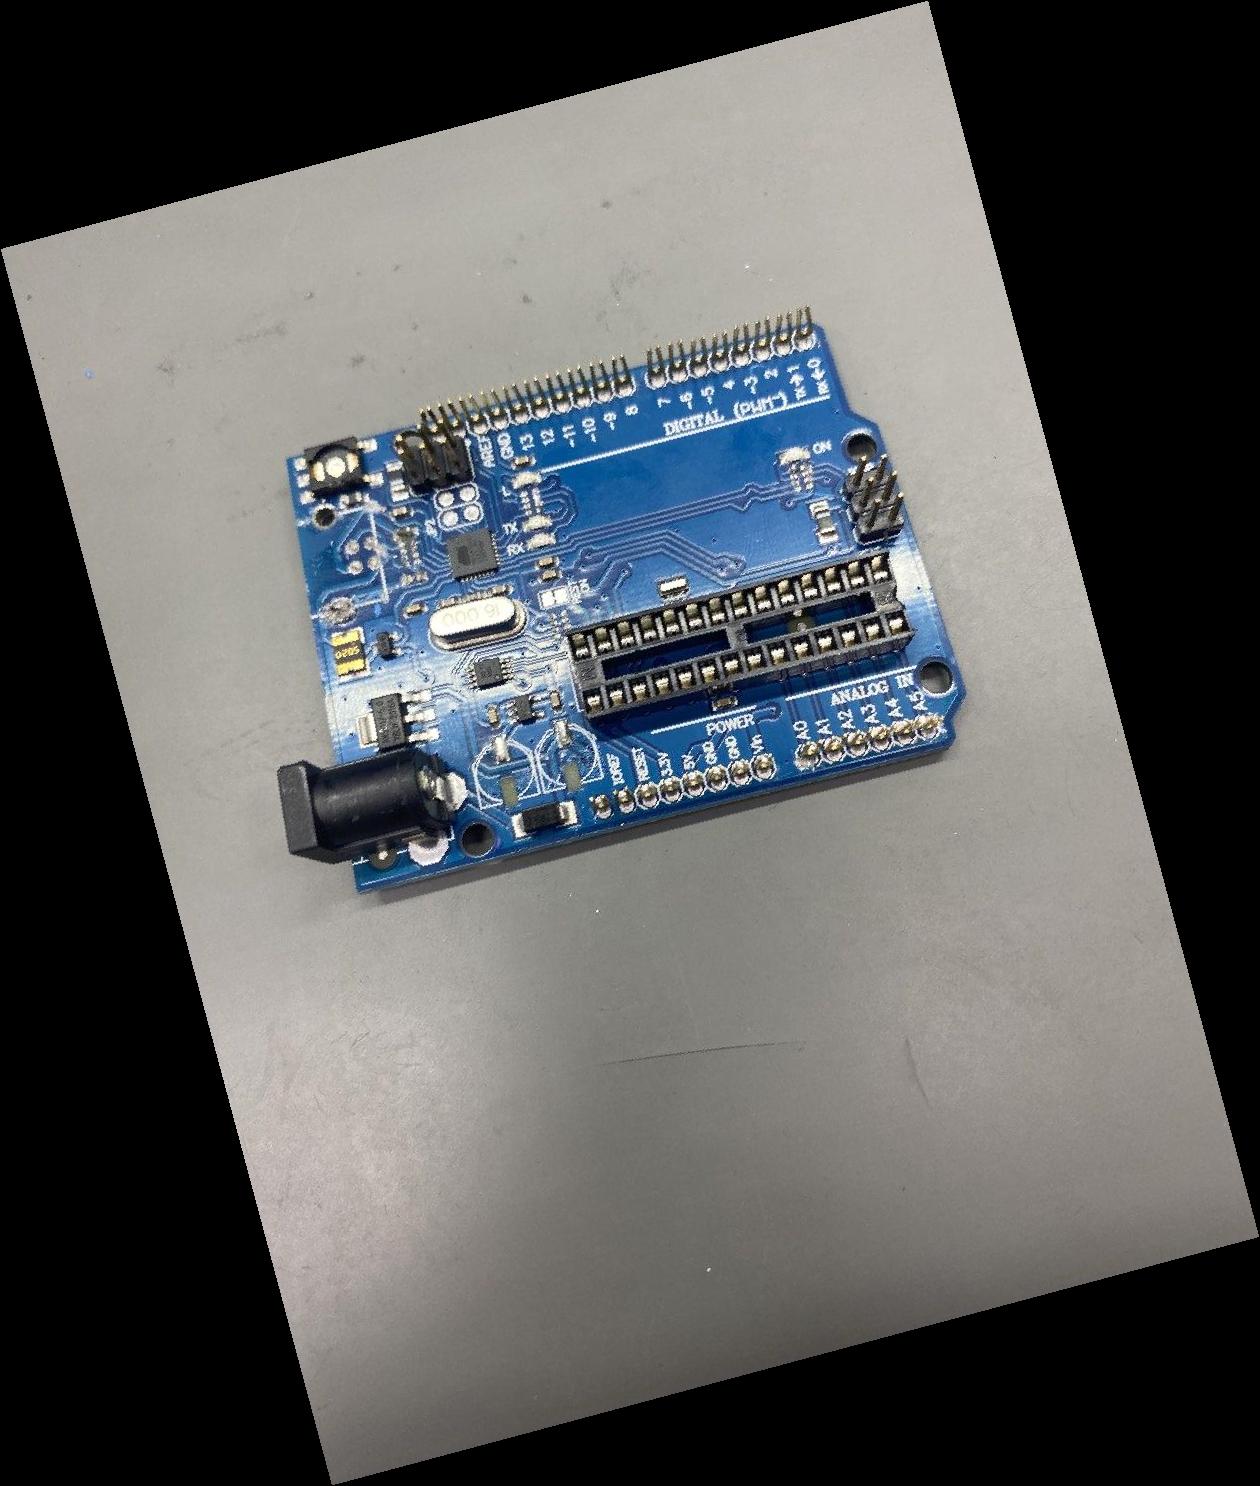 AREF
GND
13
12
~11
~10
~9
8
7
~6
~5
4
~3
2
TX→1
RX←0
DIGITAL (PWM~)
L
TX
RX
ON
16.000
5020
IOREF
RESET
3.3V
5V
GND
GND
Vin
POWER
ANALOG IN
A0
A1
A2
A3
A4
A5